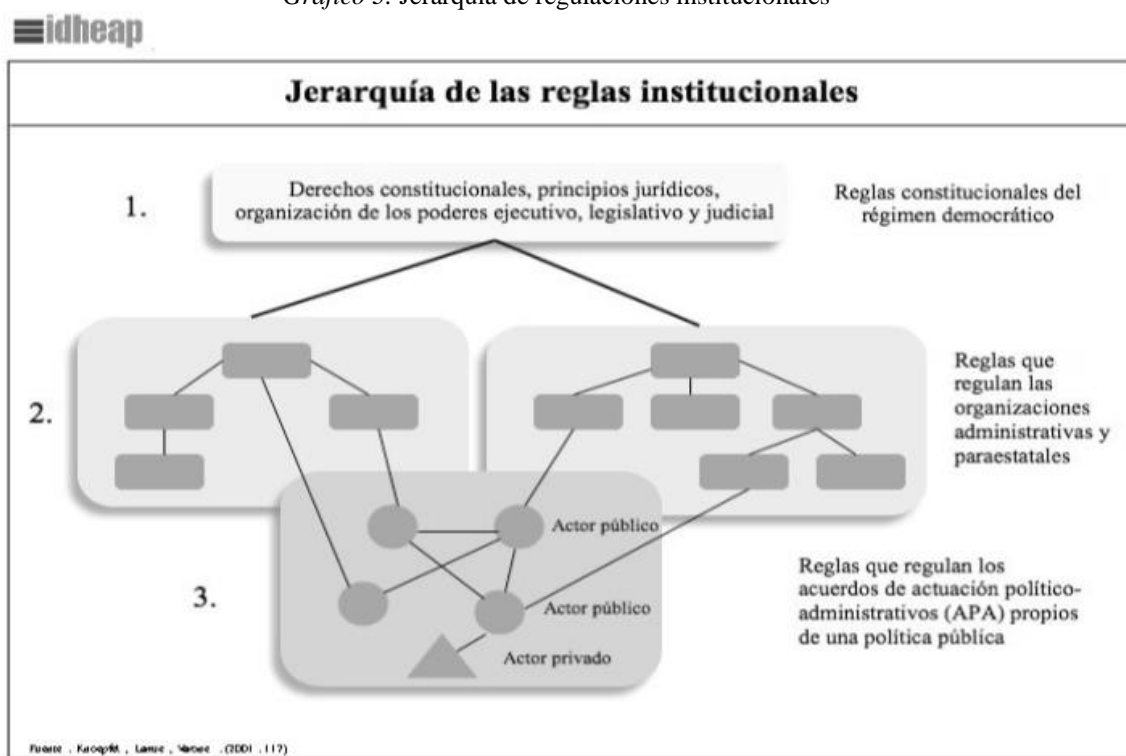 Gráfico 5: Jerarquía de regulaciones institucionales
idheap
Jerarquía de las reglas institucionales
1.
Derechos constitucionales, principios jurídicos,
organización de los poderes ejecutivo, legislativo y judicial
Reglas constitucionales del
régimen democrático
2.
Reglas que
regulan las
organizaciones
administrativas y
paraestatales
3.
Actor público
Actor público
Actor privado
Reglas que regulan los
acuerdos de actuación político-
administrativos (APA) propios
de una política pública
(2001 . 117)